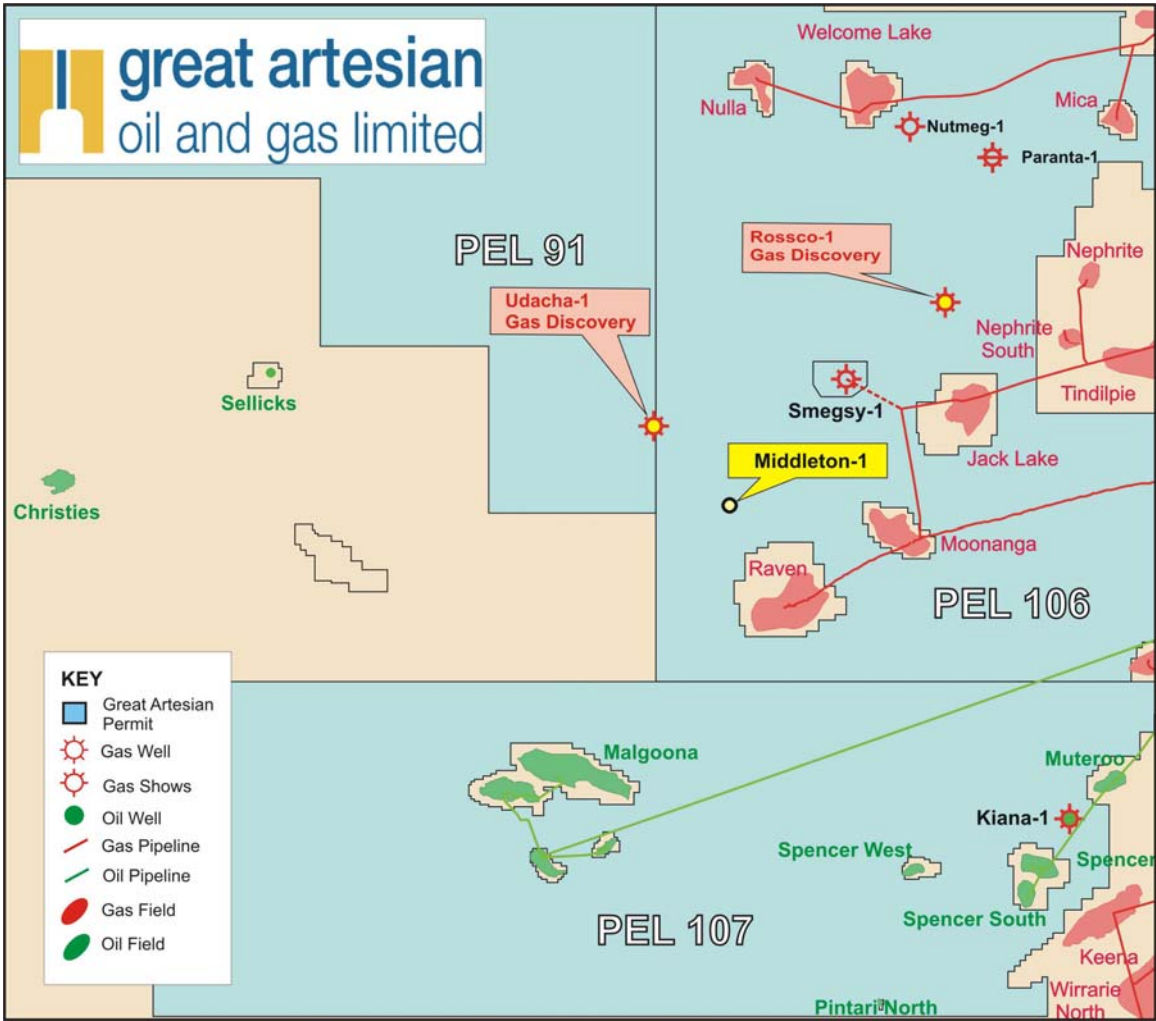 great artesian
oil and gas limited
Welcome Lake
Nulla
Mica
Nutmeg-1
Paranta-1
PEL 91
Rossco-1
Gas Discovery
Nephrite
Udacha-1
Gas Discovery
Nephrite
South
Sellicks
Smegsy-1
Tindilpie
Middleton-1
Jack Lake
Christies
Moonanga
Raven
PEL 106
KEY
Great Artesian
Permit
Gas Well
Gas Shows
Oil Well
Gas Pipeline
Oil Pipeline
Gas Field
Oil Field
Malgoona
Muteroo
Kiana-1
Spencer West
Spencer
Spencer South
PEL 107
Keena
Wirrarie
North
Pintari North